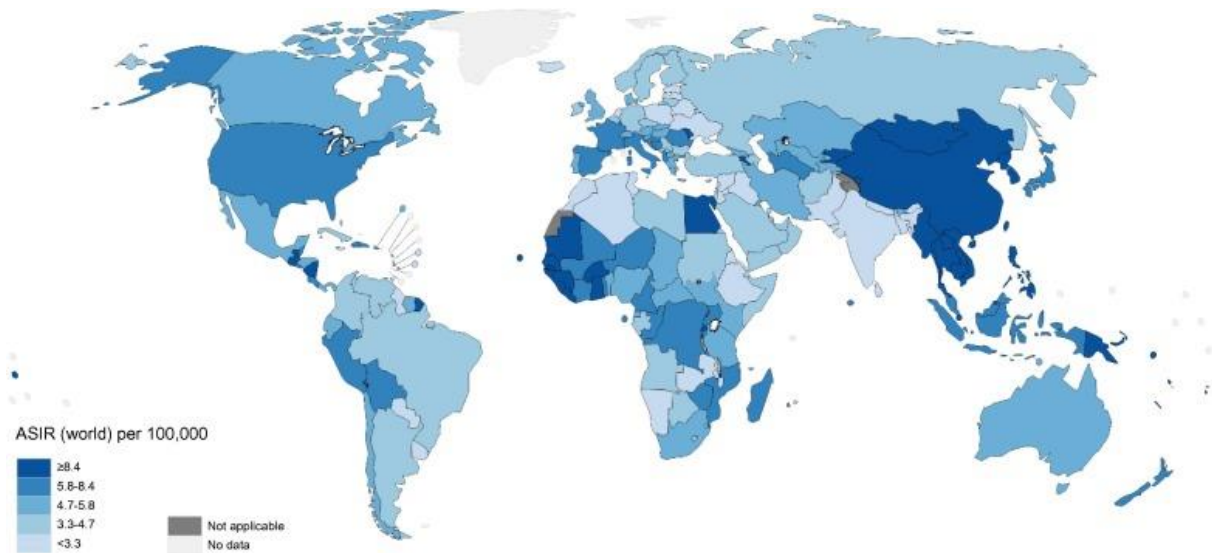 ASIR (world) per 100,000
≥8.4
5.8-8.4
4.7-5.8
3.3-4.7
<3.3
Not applicable
No data